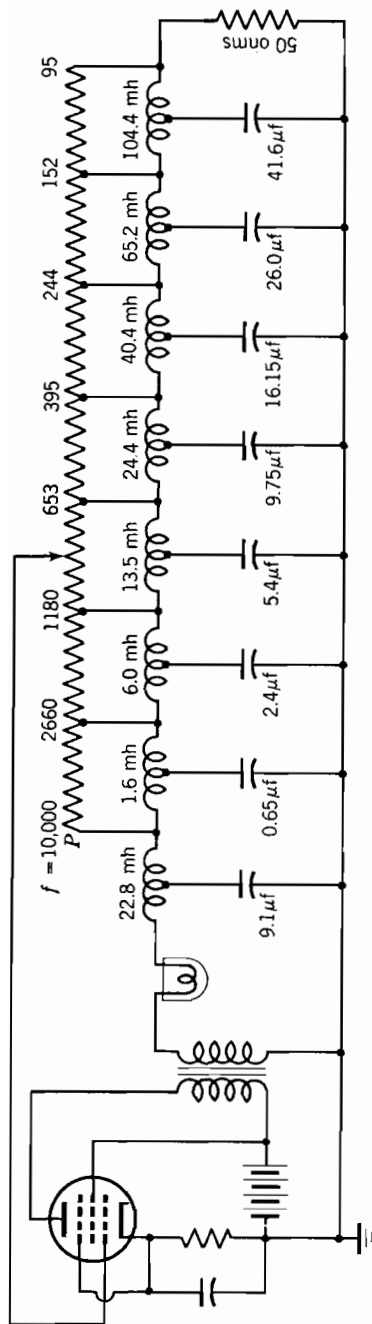 f = 10,000 2660 1180 653 395 244 152 95
P
22.8 mh 1.6 mh 6.0 mh 13.5 mh 24.4 mh 40.4 mh 65.2 mh 104.4 mh
50 onms
9.1μf 0.65μf 2.4μf 5.4μf 9.75μf 16.15μf 26.0μf 41.6μf